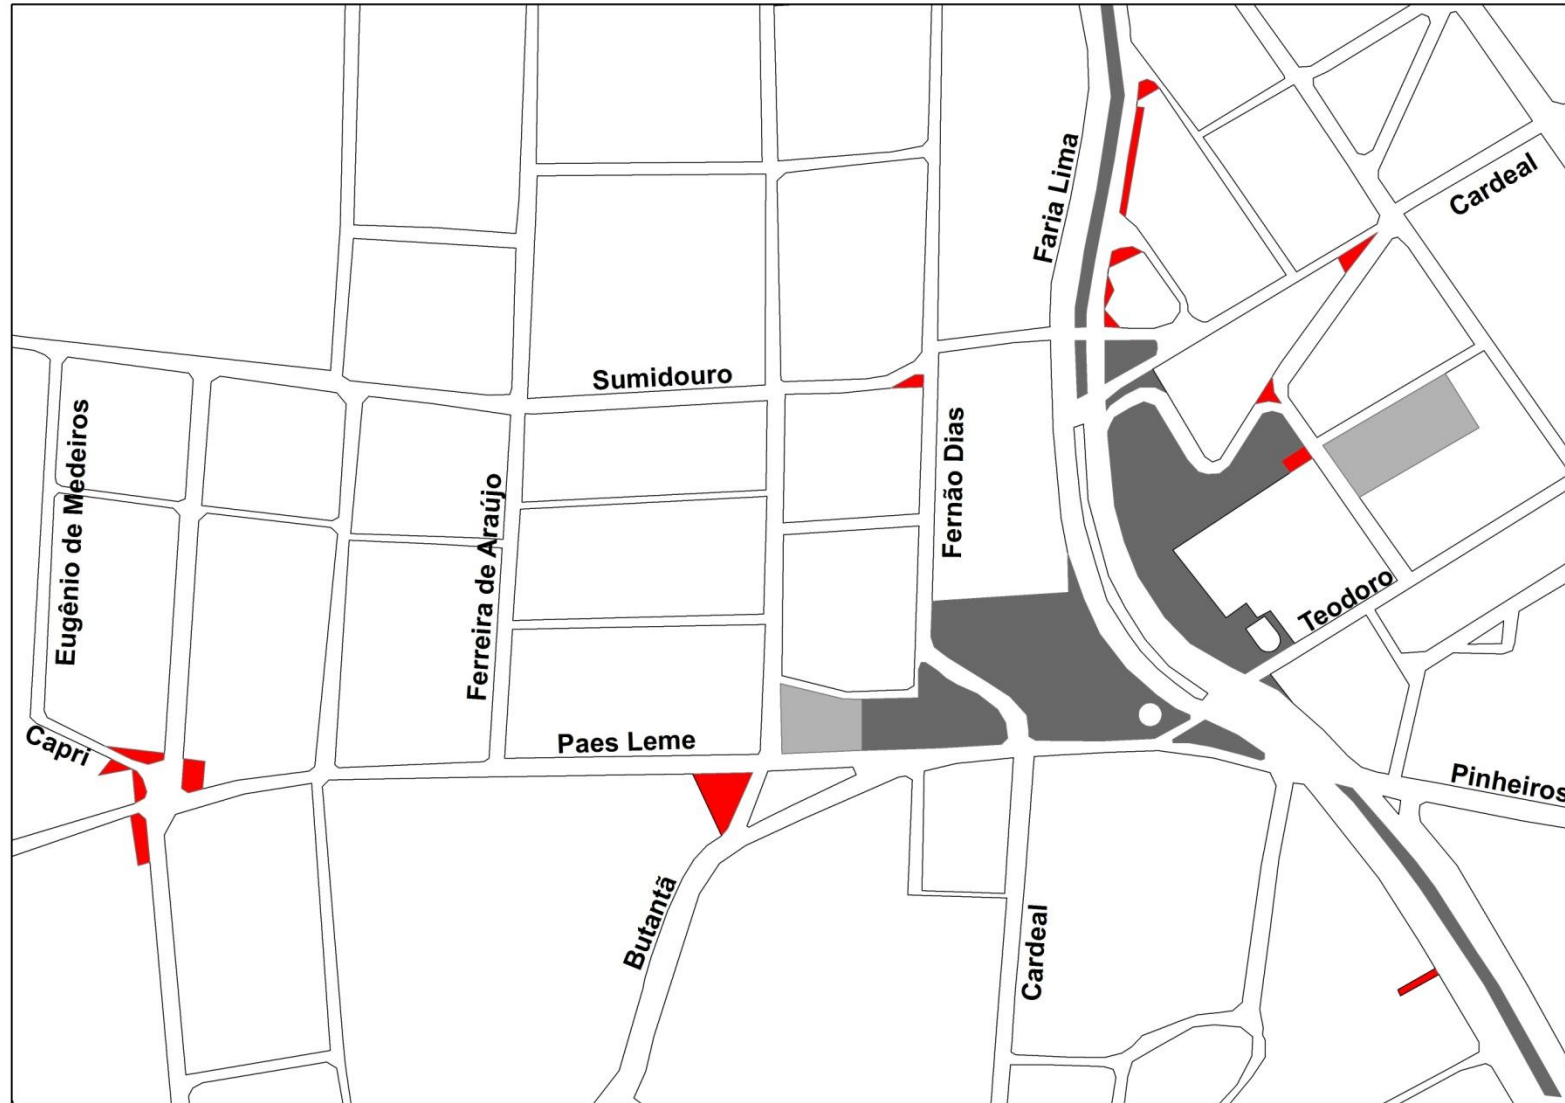 Faria Lima
Cardeal
Sumidouro
Eugênio de Medeiros
Ferreira de Araújo
Fernão Dias
Teodoro
Capri
Paes Leme
Pinheiros
Butantã
Cardeal